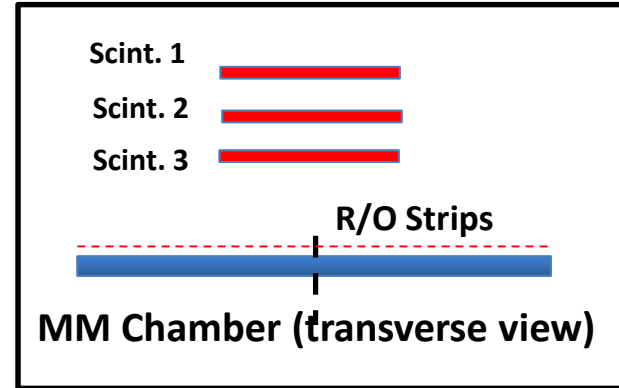 Scint. 1
Scint. 2
Scint. 3
R/O Strips
MM Chamber (transverse view)